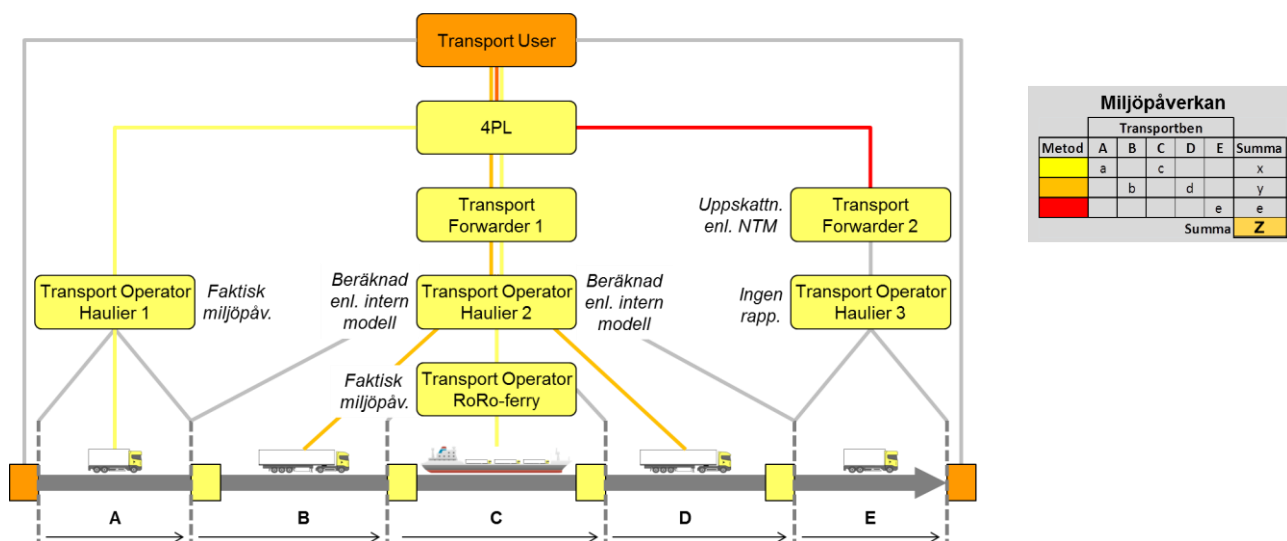 Transport User
4PL
Transport
Forwarder 1
Uppskattn.
enl. NTM
Transport
Forwarder 2
Transport Operator
Haulier 1
Faktisk
miljöpåv.
Beräknad
enl. intern
modell
Transport Operator
Haulier 2
Beräknad
enl. intern
modell
Ingen
rapp.
Transport Operator
Haulier 3
Faktisk
miljöpåv.
Transport Operator
RoRo-ferry
A B C D E
Miljöpåverkan
Transportben
Metod A B C D E Summa
a c x
b d y
e e
Summa Z